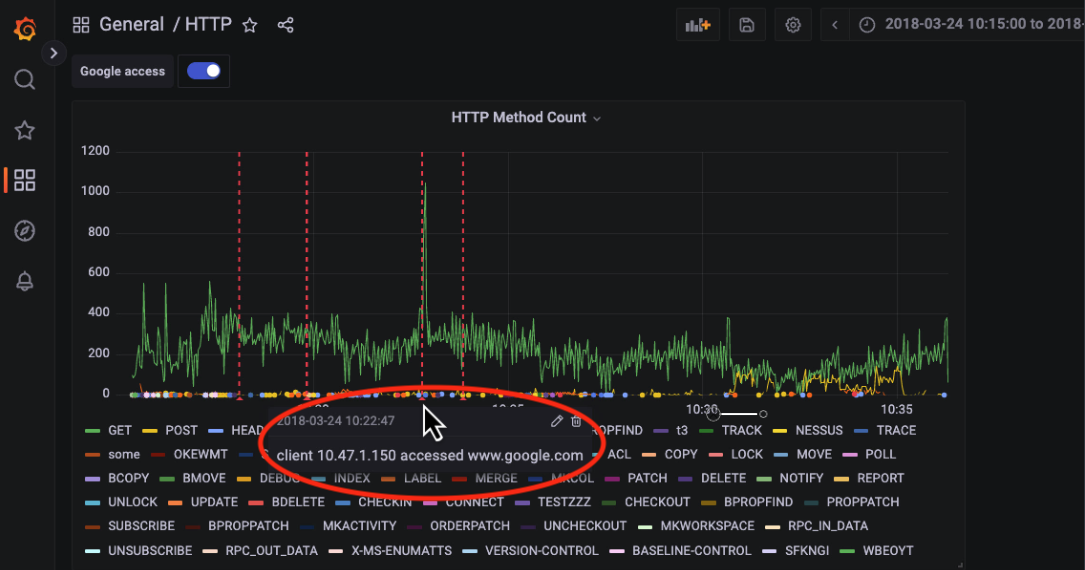 General / HTTP
2018-03-24 10:15:00 to 2018-
Google access
HTTP Method Count
1200
1000
800
600
400
200
0
10:30
10:35
2018-03-24 10:22:47
client 10.47.1.150 accessed www.google.com
GET POST HEAD OPFIND t3 TRACK NESSUS TRACE
some OKEWMT ACL COPY LOCK MOVE POLL
BCOPY BMOVE DEBUG INDEX LABEL MERGE MKCOL PATCH DELETE NOTIFY REPORT
UNLOCK UPDATE BDELETE CHECKIN CONNECT TESTZZZ CHECKOUT BPROPFIND PROPPATCH
SUBSCRIBE BPROPPATCH MKACTIVITY ORDERPATCH UNCHECKOUT MKWORKSPACE RPC_IN_DATA
UNSUBSCRIBE RPC_OUT_DATA X-MS-ENUMATTS VERSION-CONTROL BASELINE-CONTROL SFKNGI WBEOYT